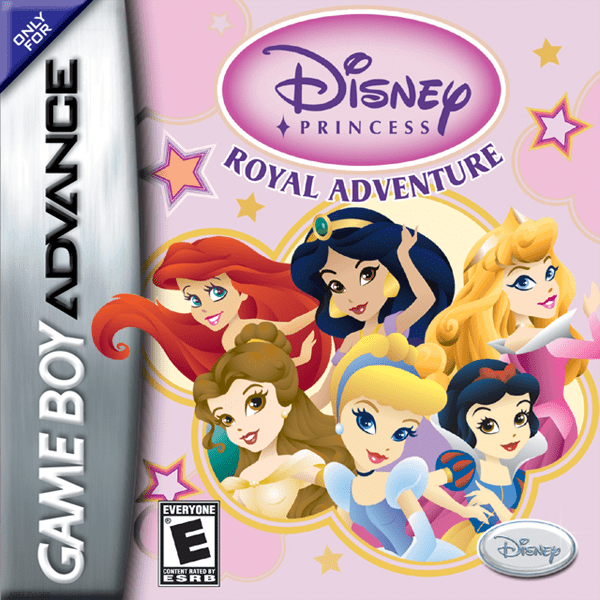 ONLY
FOR
GAME BOY ADVANCE
Disney
PRINCESS
ROYAL ADVENTURE
EVERYONE
E
®
CONTENT RATED BY
ESRB
Disney